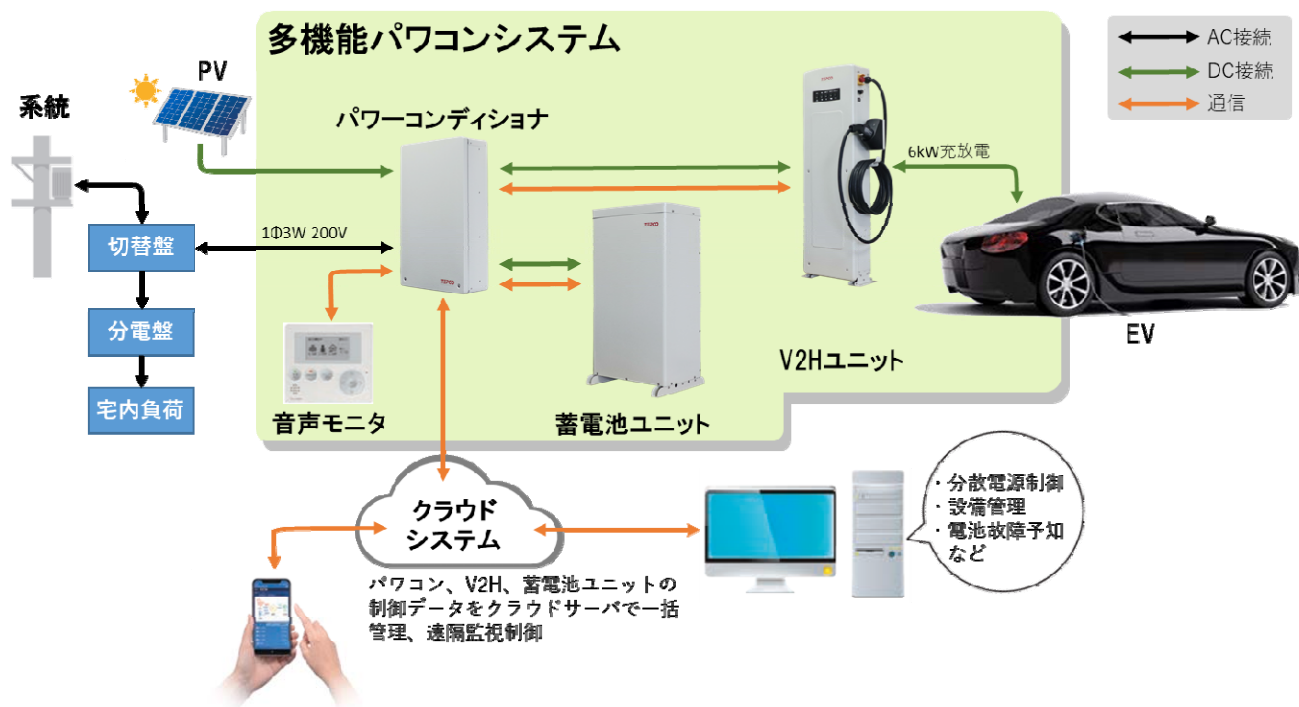 多機能パワコンシステム
AC接続
DC接続
通信
PV
系統
パワーコンディショナ
6kW充放電
切替盤
1Φ3W 200V
分電盤
EV
V2Hユニット
宅内負荷
音声モニタ
蓄電池ユニット
・分散電源制御
・設備管理
・電池故障予知
など
クラウド
システム
パワコン、V2H、蓄電池ユニットの
制御データをクラウドサーバで一括
管理、遠隔監視制御